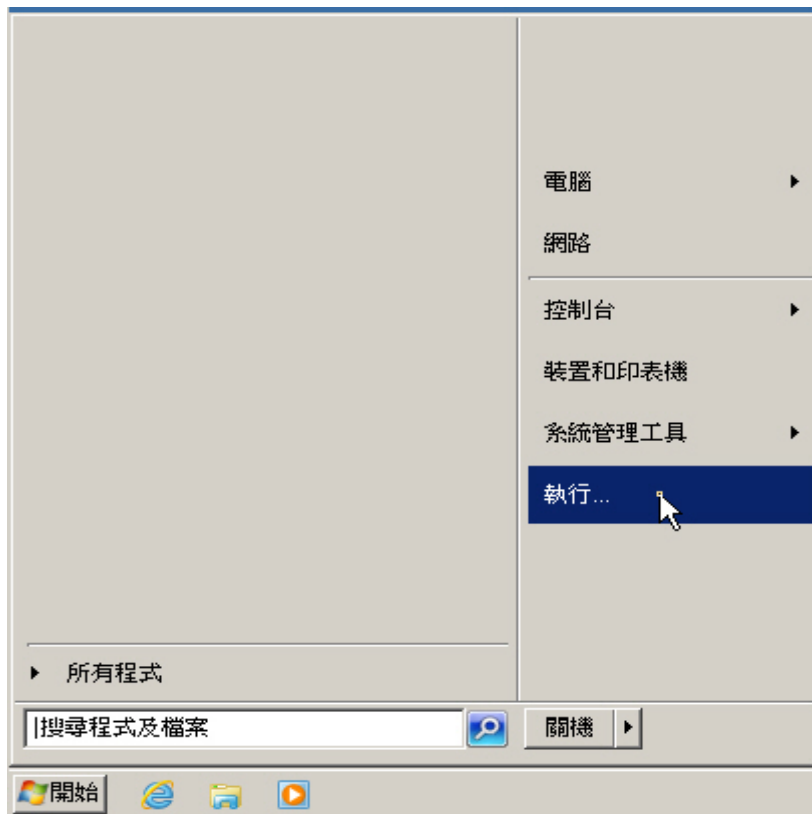 電腦
網路
控制台
裝置和印表機
系統管理工具
執行...
所有程式
搜尋程式及檔案
關機
開始